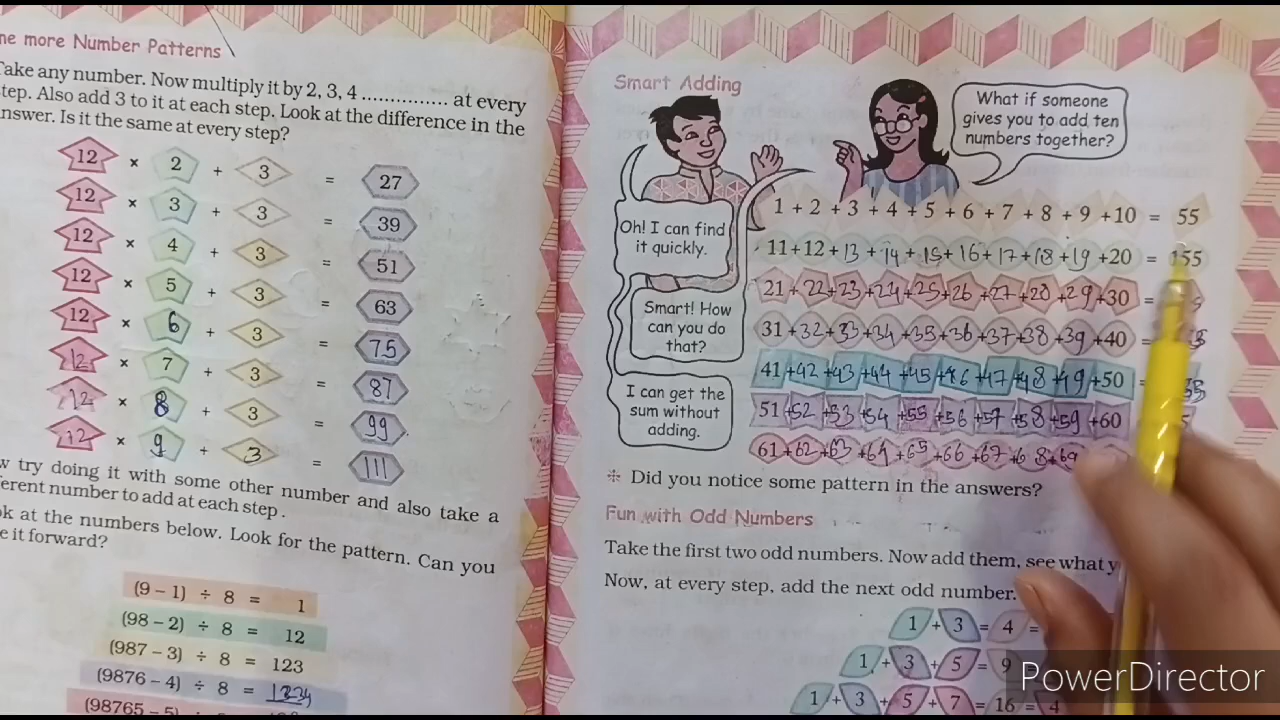 ne more Number Patterns
Take any number. Now multiply it by 2, 3, 4 ............... at every
tep. Also add 3 to it at each step. Look at the difference in the
nswer. Is it the same at every step?
12 × 2 + 3 = 27
12 × 3 + 3 = 39
12 × 4 + 3 = 51
12 × 5 + 3 = 63
12 × 6 + 3 = 75
12 × 7 + 3 = 87
12 × 8 + 3 = 99
12 × 9 + 3 = 111
w try doing it with some other number and also take a
ferent number to add at each step.
ok at the numbers below. Look for the pattern. Can you
e it forward?
(9 – 1) ÷ 8 = 1
(98 – 2) ÷ 8 = 12
(987 – 3) ÷ 8 = 123
(9876 – 4) ÷ 8 = 1234
(98765 – 5)
Smart Adding
What if someone
gives you to add ten
numbers together?
Oh! I can find
it quickly.
Smart! How
can you do
that?
I can get the
sum without
adding.
1 + 2 + 3 + 4 + 5 + 6 + 7 + 8 + 9 + 10 = 55
11 + 12 + 13 + 14 + 15 + 16 + 17 + 18 + 19 + 20 = 155
21 + 22 + 23 + 24 + 25 + 26 + 27 + 28 + 29 + 30 =
31 + 32 + 33 + 34 + 35 + 36 + 37 + 38 + 39 + 40 =
41 + 42 + 43 + 44 + 45 + 46 + 47 + 48 + 49 + 50 =
51 + 52 + 53 + 54 + 55 + 56 + 57 + 58 + 59 + 60
61 + 62 + 63 + 64 + 65 + 66 + 67 + 68 + 69
* Did you notice some pattern in the answers?
Fun with Odd Numbers
Take the first two odd numbers. Now add them, see what y
Now, at every step, add the next odd number.
1 + 3 = 4 =
1 + 3 + 5 = 9
1 + 3 + 5 + 7 = 16 = 4
PowerDirector